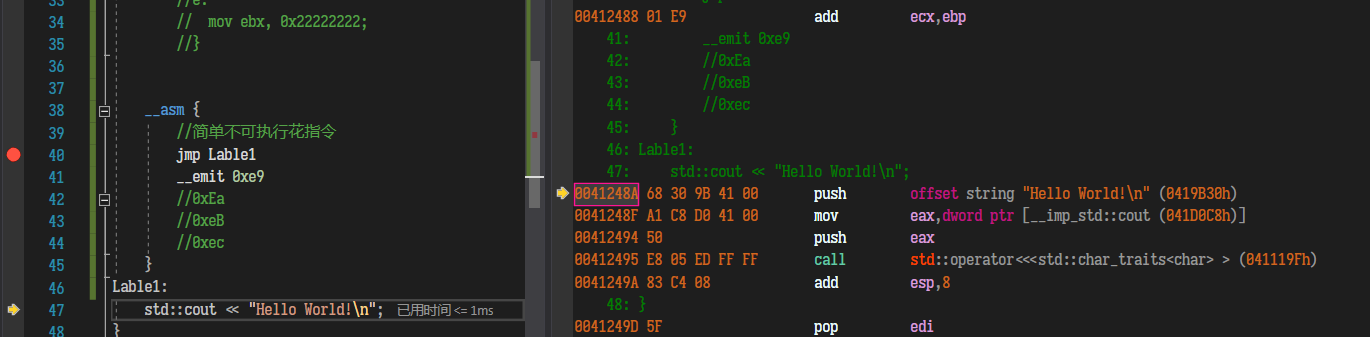 33 //e:
34 // mov ebx, 0x22222222;
35 //}
36
37
38 __asm {
39 //简单不可执行花指令
40 jmp Lable1
41 __emit 0xe9
42 //0xEa
43 //0xeB
44 //0xec
45 }
46 Lable1:
47 std::cout << "Hello World!\n"; 已用时间 <= 1ms
48 }
00412488 01 E9 add ecx,ebp
41: __emit 0xe9
42: //0xEa
43: //0xeB
44: //0xec
45: }
46: Lable1:
47: std::cout << "Hello World!\n";
0041248A 68 30 9B 41 00 push offset string "Hello World!\n" (0419B30h)
0041248F A1 C8 D0 41 00 mov eax,dword ptr [__imp_std::cout (041D0C8h)]
00412494 50 push eax
00412495 E8 05 ED FF FF call std::operator<<<std::char_traits<char> > (041119Fh)
0041249A 83 C4 08 add esp,8
48: }
0041249D 5F pop edi